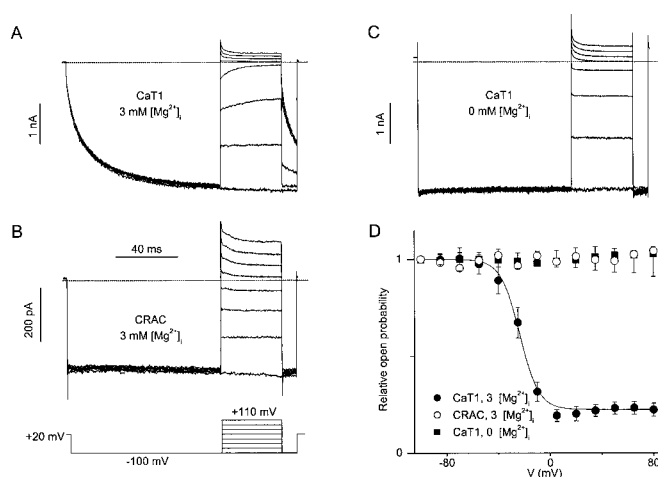 A
CaT1
3 mM [Mg²⁺]ᵢ
1 nA
B
40 ms
CRAC
3 mM [Mg²⁺]ᵢ
200 pA
+110 mV
+20 mV
-100 mV
C
CaT1
0 mM [Mg²⁺]ᵢ
1 nA
D
Relative open probability
1
0
CaT1, 3 [Mg²⁺]ᵢ
CRAC, 3 [Mg²⁺]ᵢ
CaT1, 0 [Mg²⁺]ᵢ
-80 -40 0 40 80
V (mV)